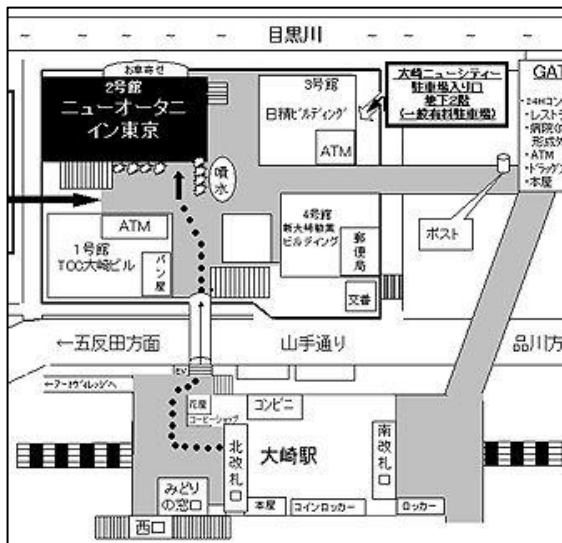 目黒川
お車寄せ
2号館
ニューオータニ
イン東京
3号館
日精ビルディング
ATM
大崎ニューシティー
駐車場入り口
地下2階
(一般有料駐車場)
GAT
・24Hコン
・レストラ
・病院(内
形成外
・ATM
・ドラッグ
・本屋
噴水
ポスト
ATM
1号館
TOC大崎ビル
パン屋
4号館
新大崎勧業
ビルディング
郵便局
交番
←五反田方面
山手通り
品川方
EV
←アートヴィレッジへ
花屋
コーヒーショップ
コンビニ
北改札口
大崎駅
南改札口
みどり
の窓口
本屋
コインロッカー
ロッカー
西口